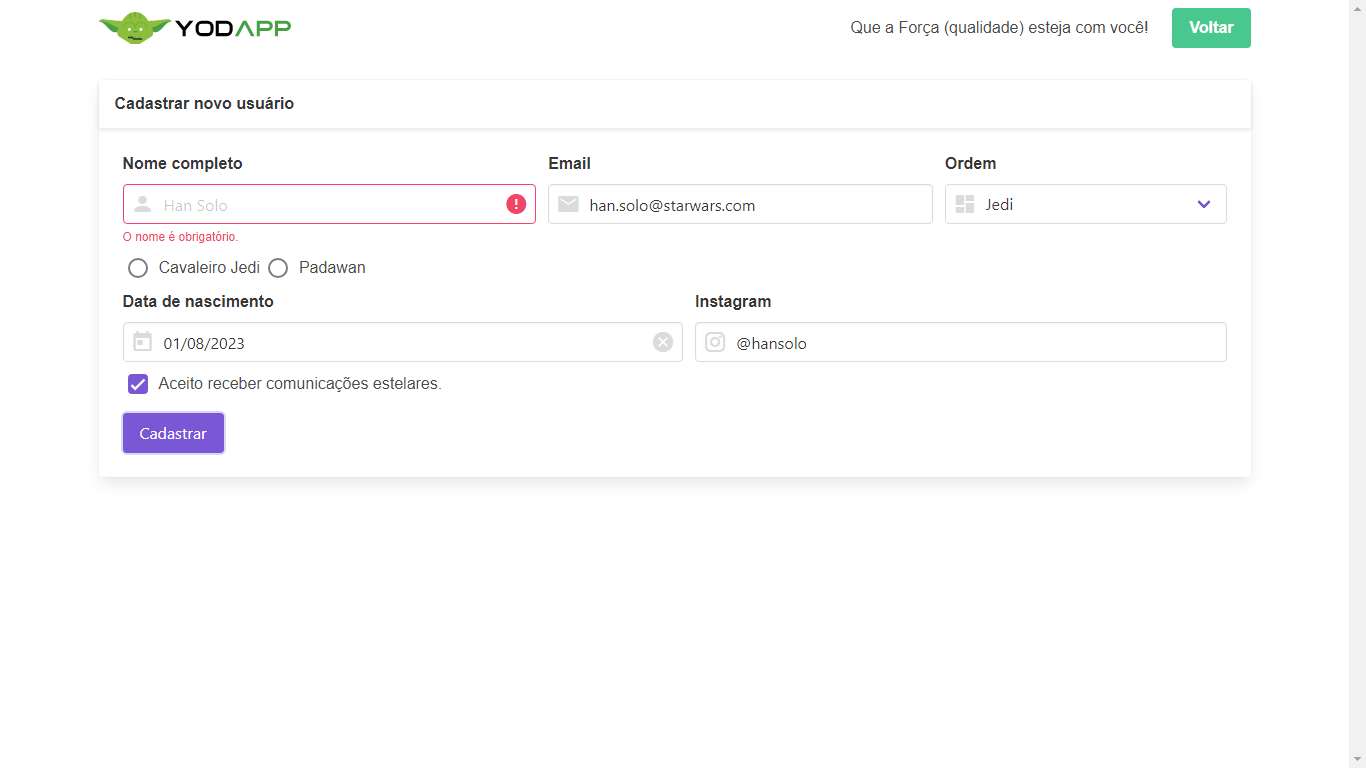 YODAPP
Que a Força (qualidade) esteja com você!
Voltar
Cadastrar novo usuário
Nome completo
Email
Ordem
Han Solo
han.solo@starwars.com
Jedi
O nome é obrigatório.
Cavaleiro Jedi
Padawan
Data de nascimento
Instagram
01/08/2023
@hansolo
Aceito receber comunicações estelares.
Cadastrar